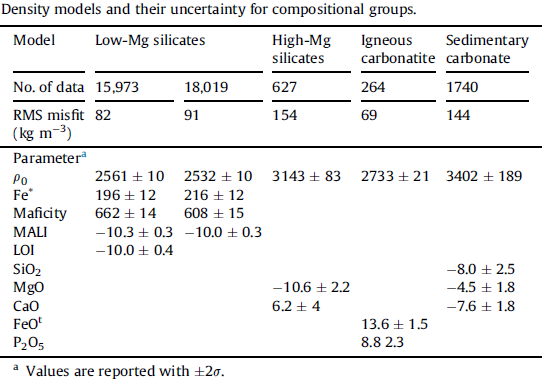 Density models and their uncertainty for compositional groups.
Model Low-Mg silicates High-Mg silicates Igneous carbonatite Sedimentary carbonate
No. of data 15,973 18,019 627 264 1740
RMS misfit (kg m⁻³) 82 91 154 69 144
Parameterᵃ
ρ₀ 2561 ± 10 2532 ± 10 3143 ± 83 2733 ± 21 3402 ± 189
Fe* 196 ± 12 216 ± 12
Maficity 662 ± 14 608 ± 15
MALI −10.3 ± 0.3 −10.0 ± 0.3
LOI −10.0 ± 0.4
SiO₂ −8.0 ± 2.5
MgO −10.6 ± 2.2 −4.5 ± 1.8
CaO 6.2 ± 4 −7.6 ± 1.8
FeOᵗ 13.6 ± 1.5
P₂O₅ 8.8 2.3
ᵃ Values are reported with ±2σ.